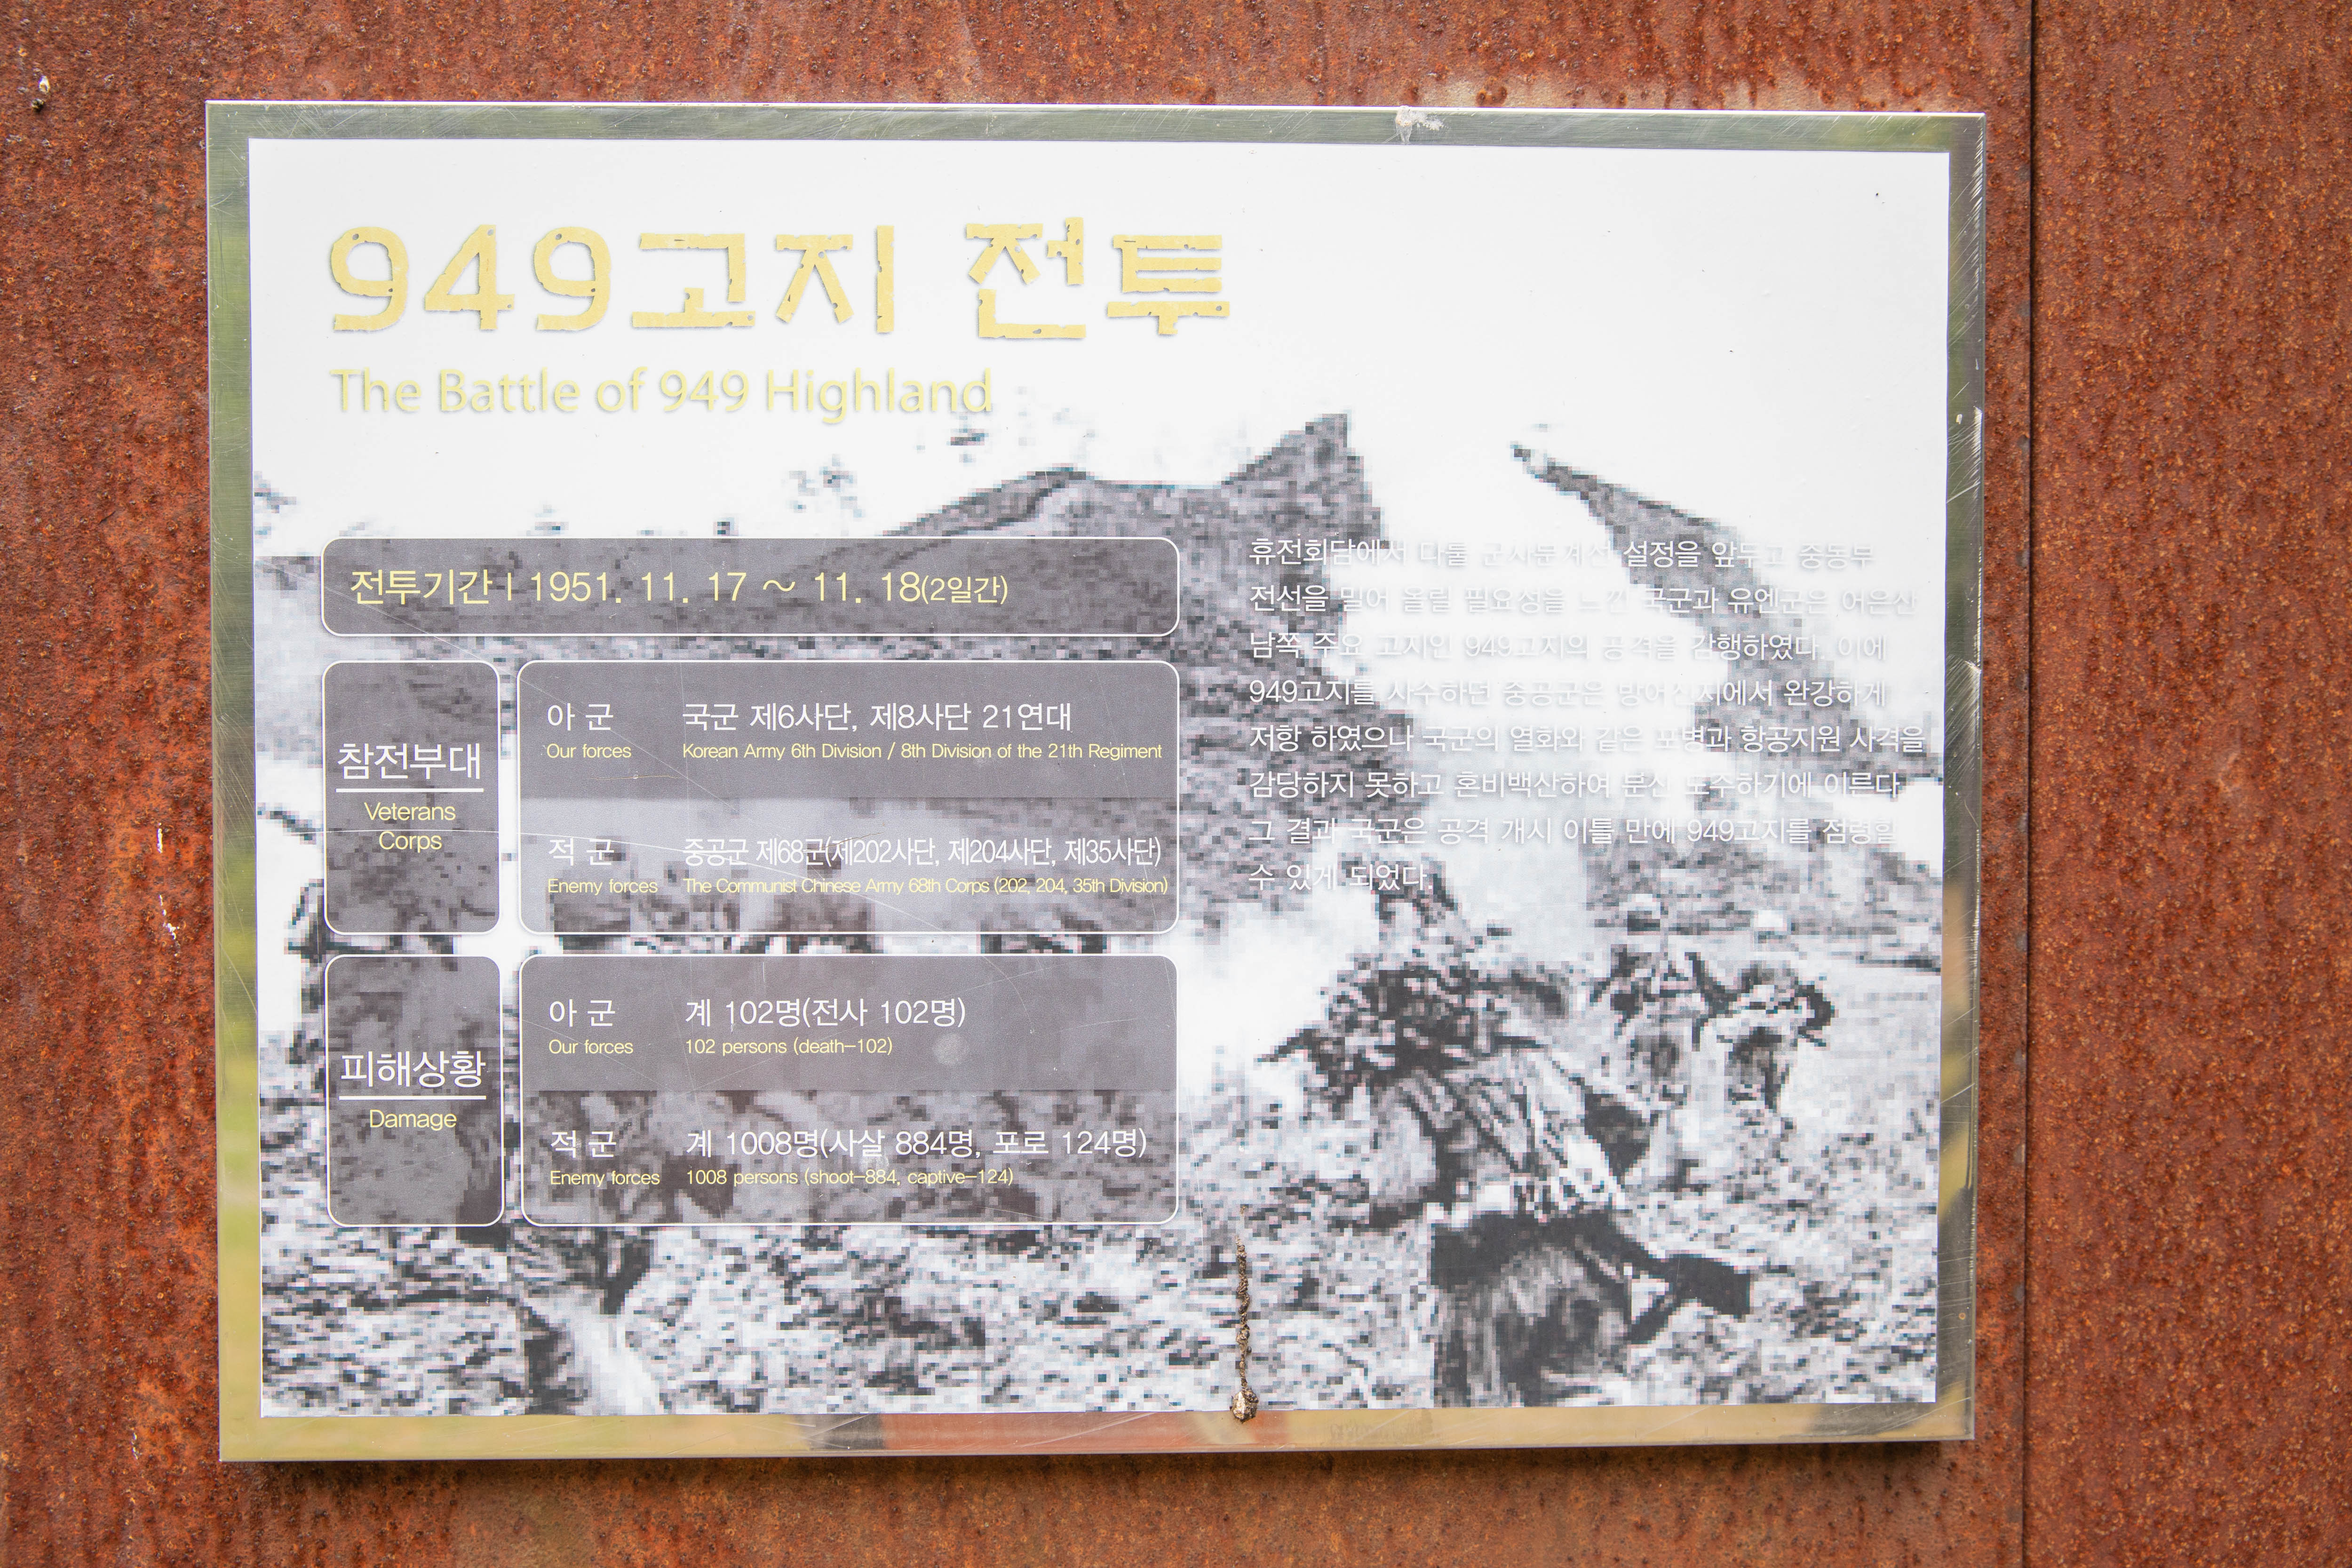 949고지 전투
The Battle of 949 Highland
전투기간 | 1951. 11. 17 ~ 11. 18(2일간)
참전부대
Veterans
Corps
아 군 국군 제6사단, 제8사단 21연대
Our forces Korean Army 6th Division / 8th Division of the 21th Regiment
적 군 중공군 제68군(제202사단, 제204사단, 제35사단)
Enemy forces The Communist Chinese Army 68th Corps (202, 204, 35th Division)
피해상황
Damage
아 군 계 102명(전사 102명)
Our forces 102 persons (death-102)
적 군 계 1008명(사살 884명, 포로 124명)
Enemy forces 1008 persons (shoot-884, captive-124)
휴전회담에서 다룰 군사분계선 설정을 앞두고 중동부
전선을 밀어 올릴 필요성을 느낀 국군과 유엔군은 어은산
남쪽 주요 고지인 949고지의 공격을 감행하였다. 이에
949고지를 사수하던 중공군은 방어진지에서 완강하게
저항 하였으나 국군의 열화와 같은 포병과 항공지원 사격을
감당하지 못하고 혼비백산하여 분산 도주하기에 이른다.
그 결과 국군은 공격 개시 이틀 만에 949고지를 점령할
수 있게 되었다.